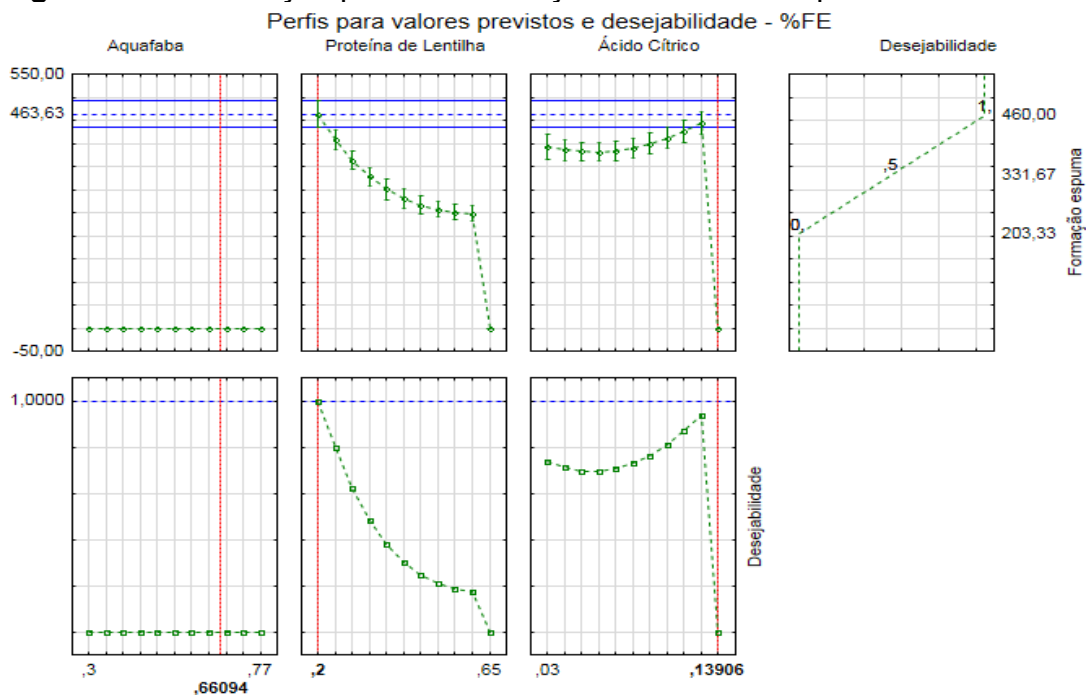 Perfis para valores previstos e desejabilidade - %FE
Aquafaba
Proteína de Lentilha
Ácido Cítrico
Desejabilidade
550,00
463,63
-50,00
1,
,5
0,
460,00
331,67
203,33
Formação espuma
1,0000
Desejabilidade
,3
,66094
,77
,2
,65
,03
,13906